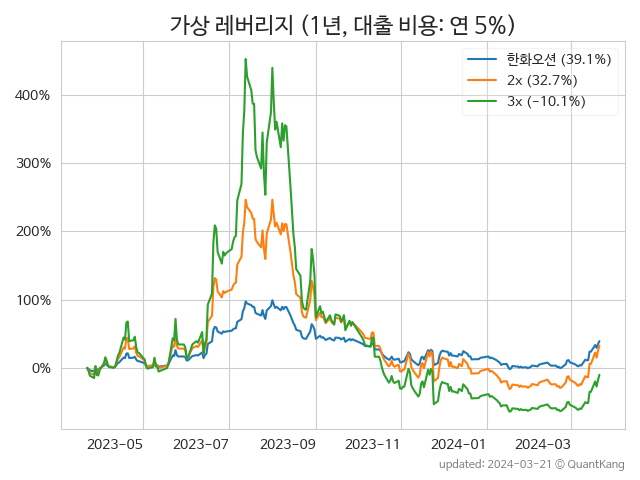 가상 레버리지 (1년, 대출 비용: 연 5%)
한화오션 (39.1%)
2x (32.7%)
3x (-10.1%)
400%
300%
200%
100%
0%
2023-05 2023-07 2023-09 2023-11 2024-01 2024-03
updated: 2024-03-21 © QuantKang